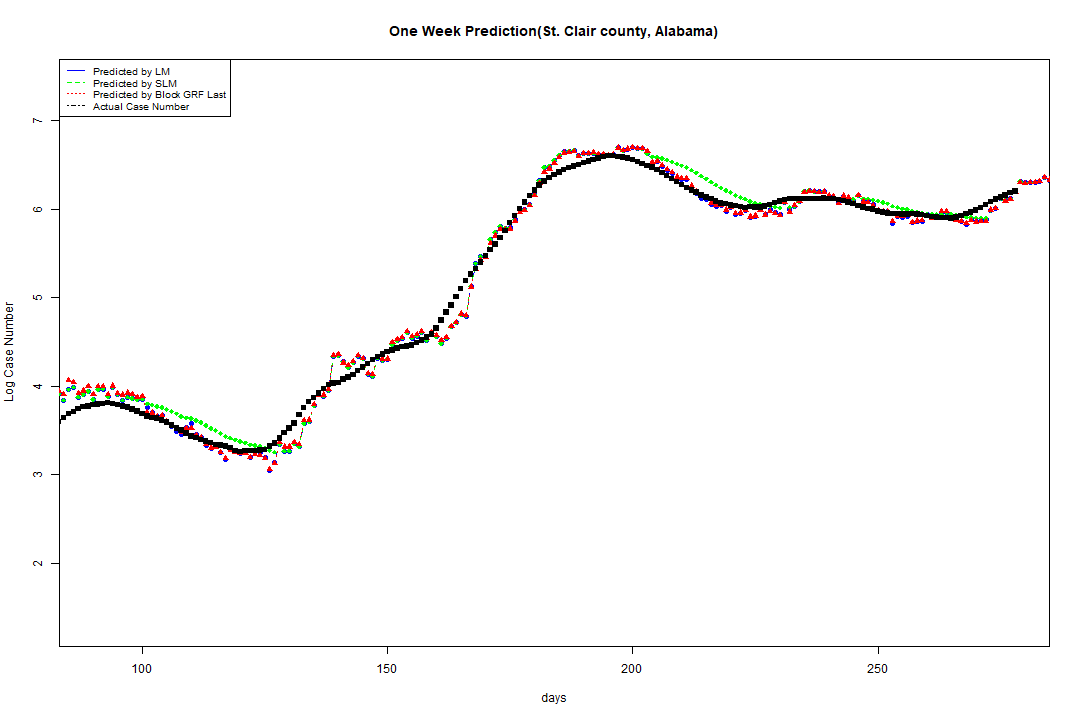 One Week Prediction(St. Clair county, Alabama)
Predicted by LM
Predicted by SLM
Predicted by Block GRF Last
Actual Case Number
7
6
5
4
3
2
Log Case Number
100
150
200
250
days